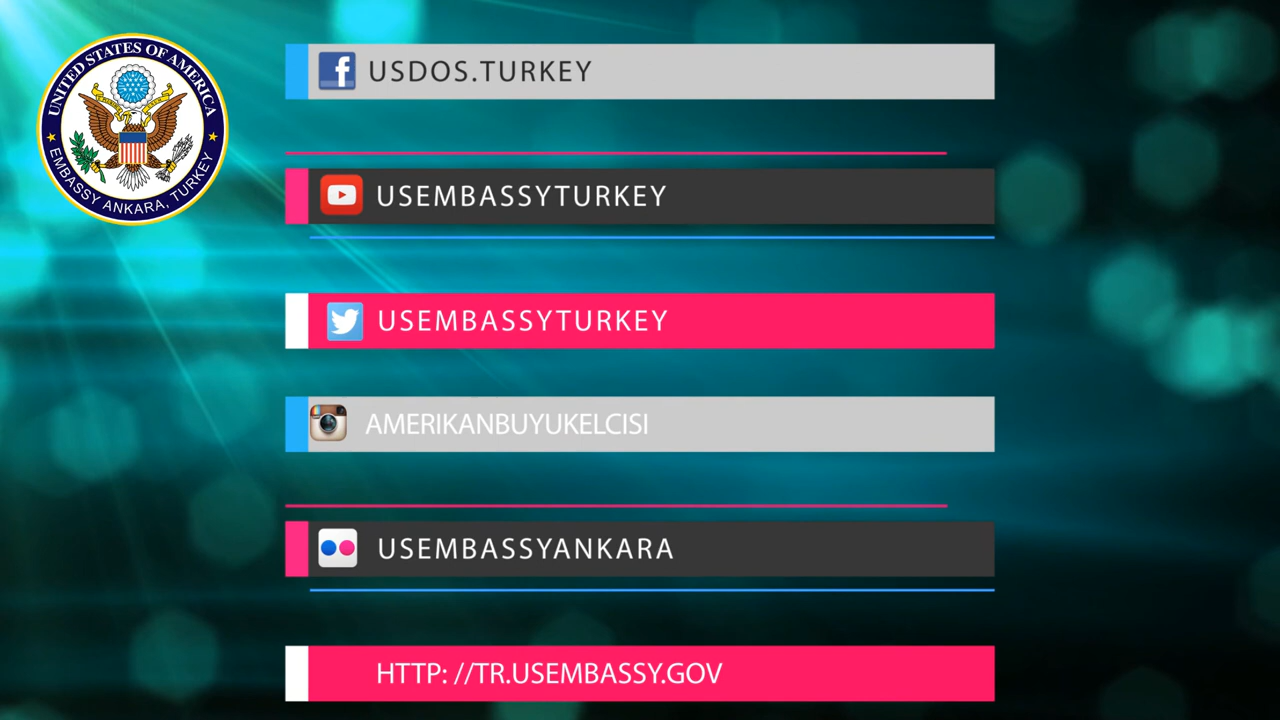 UNITED STATES OF AMERICA
EMBASSY ANKARA, TURKEY
USDOS.TURKEY
USEMBASSYTURKEY
USEMBASSYTURKEY
AMERIKANBUYUKELCISI
USEMBASSYANKARA
HTTP: //TR.USEMBASSY.GOV